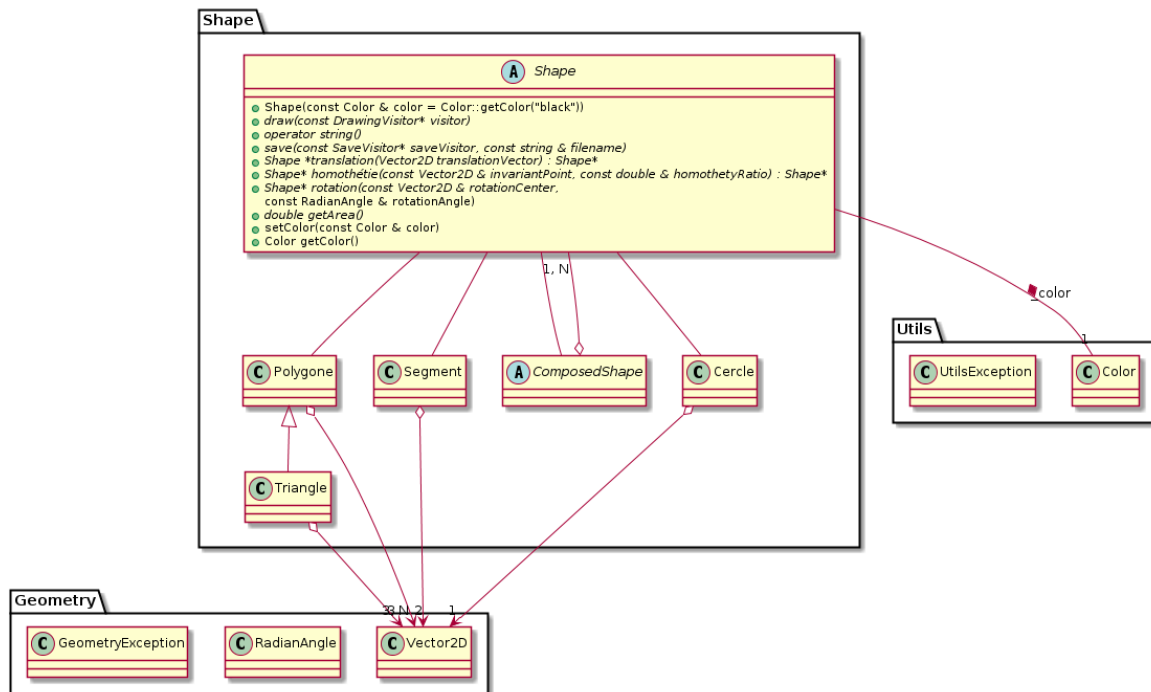 Shape
A Shape
Shape(const Color & color = Color::getColor("black"))
draw(const DrawingVisitor* visitor)
operator string()
save(const SaveVisitor* saveVisitor, const string & filename)
Shape *translation(Vector2D translationVector) : Shape*
Shape* homothétie(const Vector2D & invariantPoint, const double & homothetyRatio) : Shape*
Shape* rotation(const Vector2D & rotationCenter,
const RadianAngle & rotationAngle)
double getArea()
setColor(const Color & color)
Color getColor()
1, N
_color
1
Utils
C UtilsException
C Color
C Polygone
C Segment
A ComposedShape
C Cercle
C Triangle
3
3 N
2
1
Geometry
C GeometryException
C RadianAngle
C Vector2D